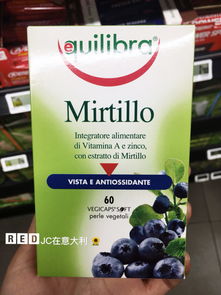 equilibra®
Mirtillo
Integratore alimentare
di Vitamina A e zinco,
con estratto di Mirtillo
VISTA E ANTIOSSIDANTE
60
VEGICAPS® SOFT
perle vegetali
RED JC在意大利